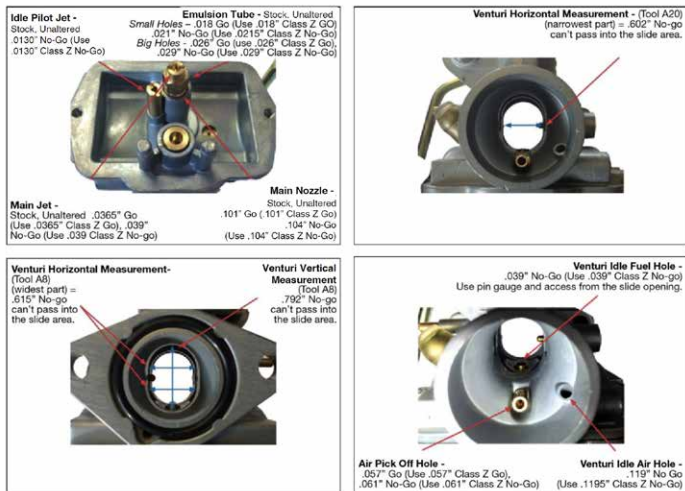 Idle Pilot Jet -
Stock, Unaltered
.0130" No-Go (Use
.0130" Class Z No-Go)
Emulsion Tube - Stock, Unaltered
Small Holes - .018 Go (Use .018" Class Z GO)
.021" No-Go (Use .0215" Class Z No-Go)
Big Holes - .026" Go (use .026" Class Z Go),
.029" No-Go (Use .029" Class Z No-Go)
Main Jet -
Stock, Unaltered .0365" Go
(Use .0365" Class Z Go), .039"
No-Go (Use .039 Class Z No-go)
Main Nozzle -
Stock, Unaltered
.101" Go (.101" Class Z Go)
.104" No-Go
(Use .104" Class Z No-Go)
Venturi Horizontal Measurement - (Tool A20)
(narrowest part) = .602" No-go
can't pass into the slide area.
Venturi Horizontal Measurement-
(Tool A8)
(widest part) =
.615" No-go
can't pass into
the slide area.
Venturi Vertical
Measurement
(Tool A8)
.792" No-go
can't pass into
the slide area.
Venturi Idle Fuel Hole -
.039" No-Go (Use .039" Class Z No-go)
Use pin gauge and access from the slide opening.
Air Pick Off Hole -
.057" Go (Use .057" Class Z Go),
.061" No-Go (Use .061" Class Z No-Go)
Venturi Idle Air Hole -
.119" No Go
(Use .1195" Class Z No-Go)